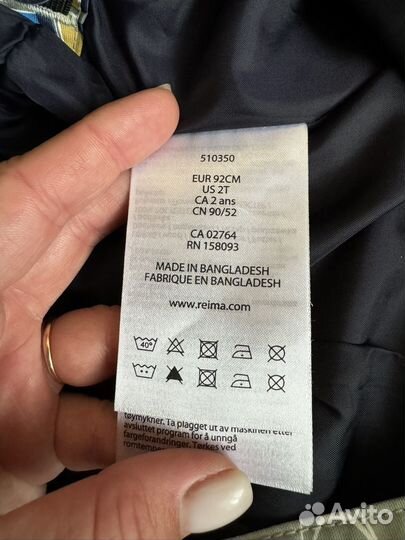 510350
EUR 92CM
US 2T
CA 2 ans
CN 90/52
CA 02764
RN 158093
MADE IN BANGLADESH
FABRIQUE EN BANGLADESH
www.reima.com
40°
tøymykner. Ta plagget ut av maskinen etter
avsluttet program for å unngå
fargeforandringer. Tørkes ved
romtempe
Avito